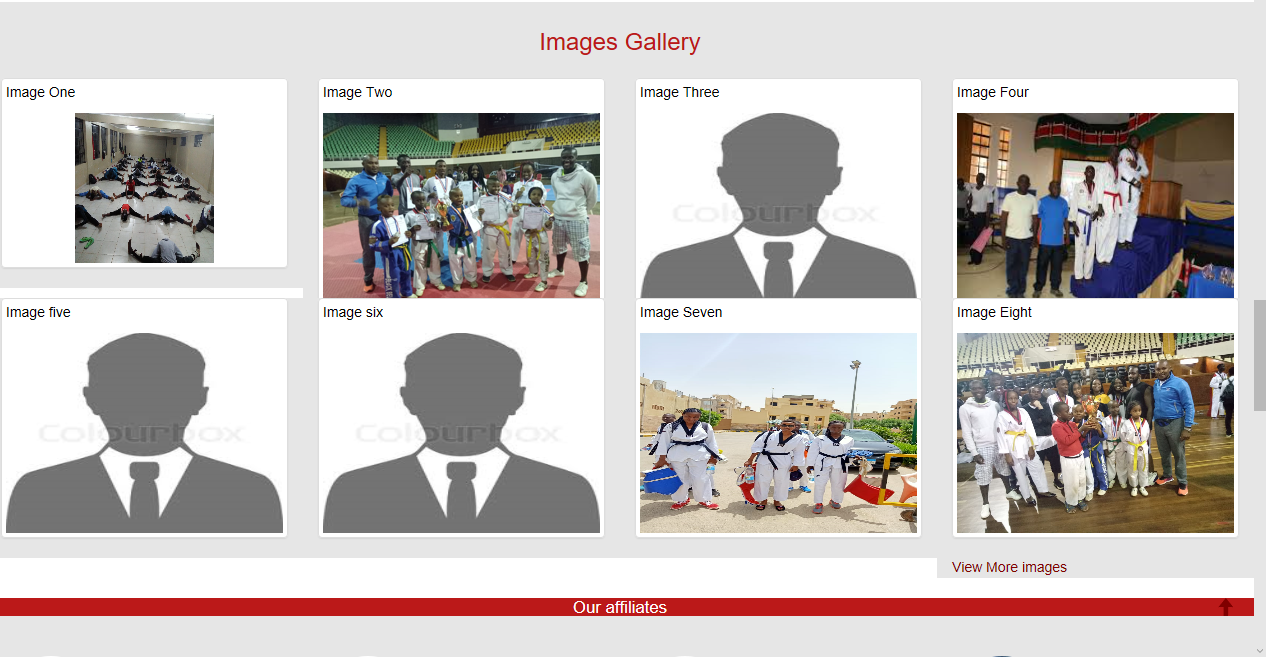 Images Gallery
Image One
Image Two
Image Three
Image Four
Colourbox
Image five
Image six
Image Seven
Image Eight
Colourbox
Colourbox
View More images
Our affiliates